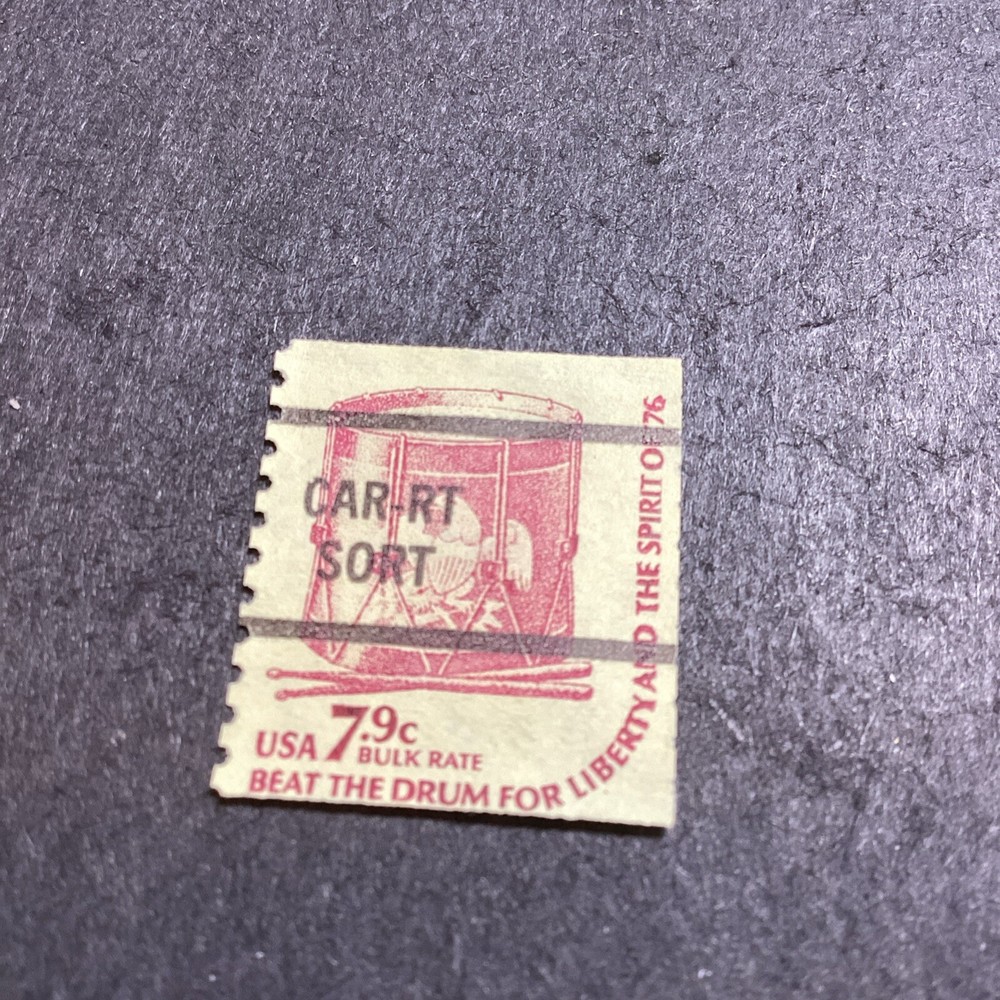 CAR-RT
SORT
USA 7.9c
BULK RATE
BEAT THE DRUM FOR LIBERTY AND THE SPIRIT OF '76